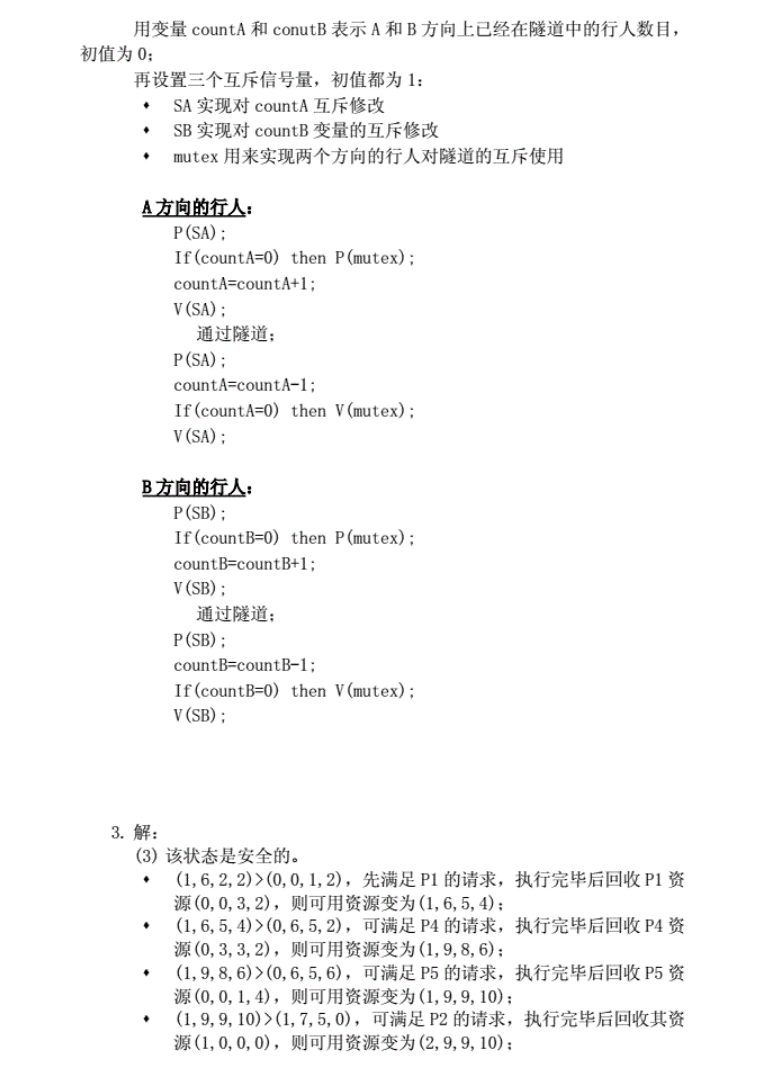 用变量 countA 和 conutB 表示 A 和 B 方向上已经在隧道中的行人数目，
初值为 0；
再设置三个互斥信号量，初值都为 1：
♦ SA 实现对 countA 互斥修改
♦ SB 实现对 countB 变量的互斥修改
♦ mutex 用来实现两个方向的行人对隧道的互斥使用
A 方向的行人：
P(SA);
If(countA=0) then P(mutex);
countA=countA+1;
V(SA);
通过隧道；
P(SA);
countA=countA-1;
If(countA=0) then V(mutex);
V(SA);
B 方向的行人：
P(SB);
If(countB=0) then P(mutex);
countB=countB+1;
V(SB);
通过隧道；
P(SB);
countB=countB-1;
If(countB=0) then V(mutex);
V(SB);
3. 解：
(3) 该状态是安全的。
♦ (1,6,2,2)>(0,0,1,2)，先满足 P1 的请求，执行完毕后回收 P1 资
源(0,0,3,2)，则可用资源变为(1,6,5,4)；
♦ (1,6,5,4)>(0,6,5,2)，可满足 P4 的请求，执行完毕后回收 P4 资
源(0,3,3,2)，则可用资源变为(1,9,8,6)；
♦ (1,9,8,6)>(0,6,5,6)，可满足 P5 的请求，执行完毕后回收 P5 资
源(0,0,1,4)，则可用资源变为(1,9,9,10)；
♦ (1,9,9,10)>(1,7,5,0)，可满足 P2 的请求，执行完毕后回收其资
源(1,0,0,0)，则可用资源变为(2,9,9,10)；